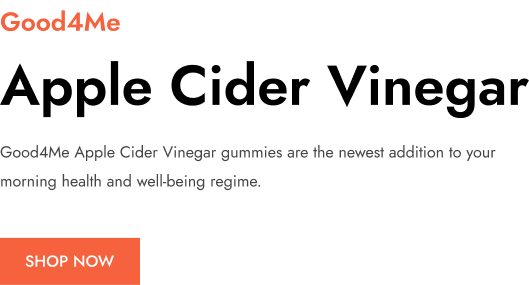 Good4Me
Apple Cider Vinegar
Good4Me Apple Cider Vinegar gummies are the newest addition to your
morning health and well-being regime.
SHOP NOW